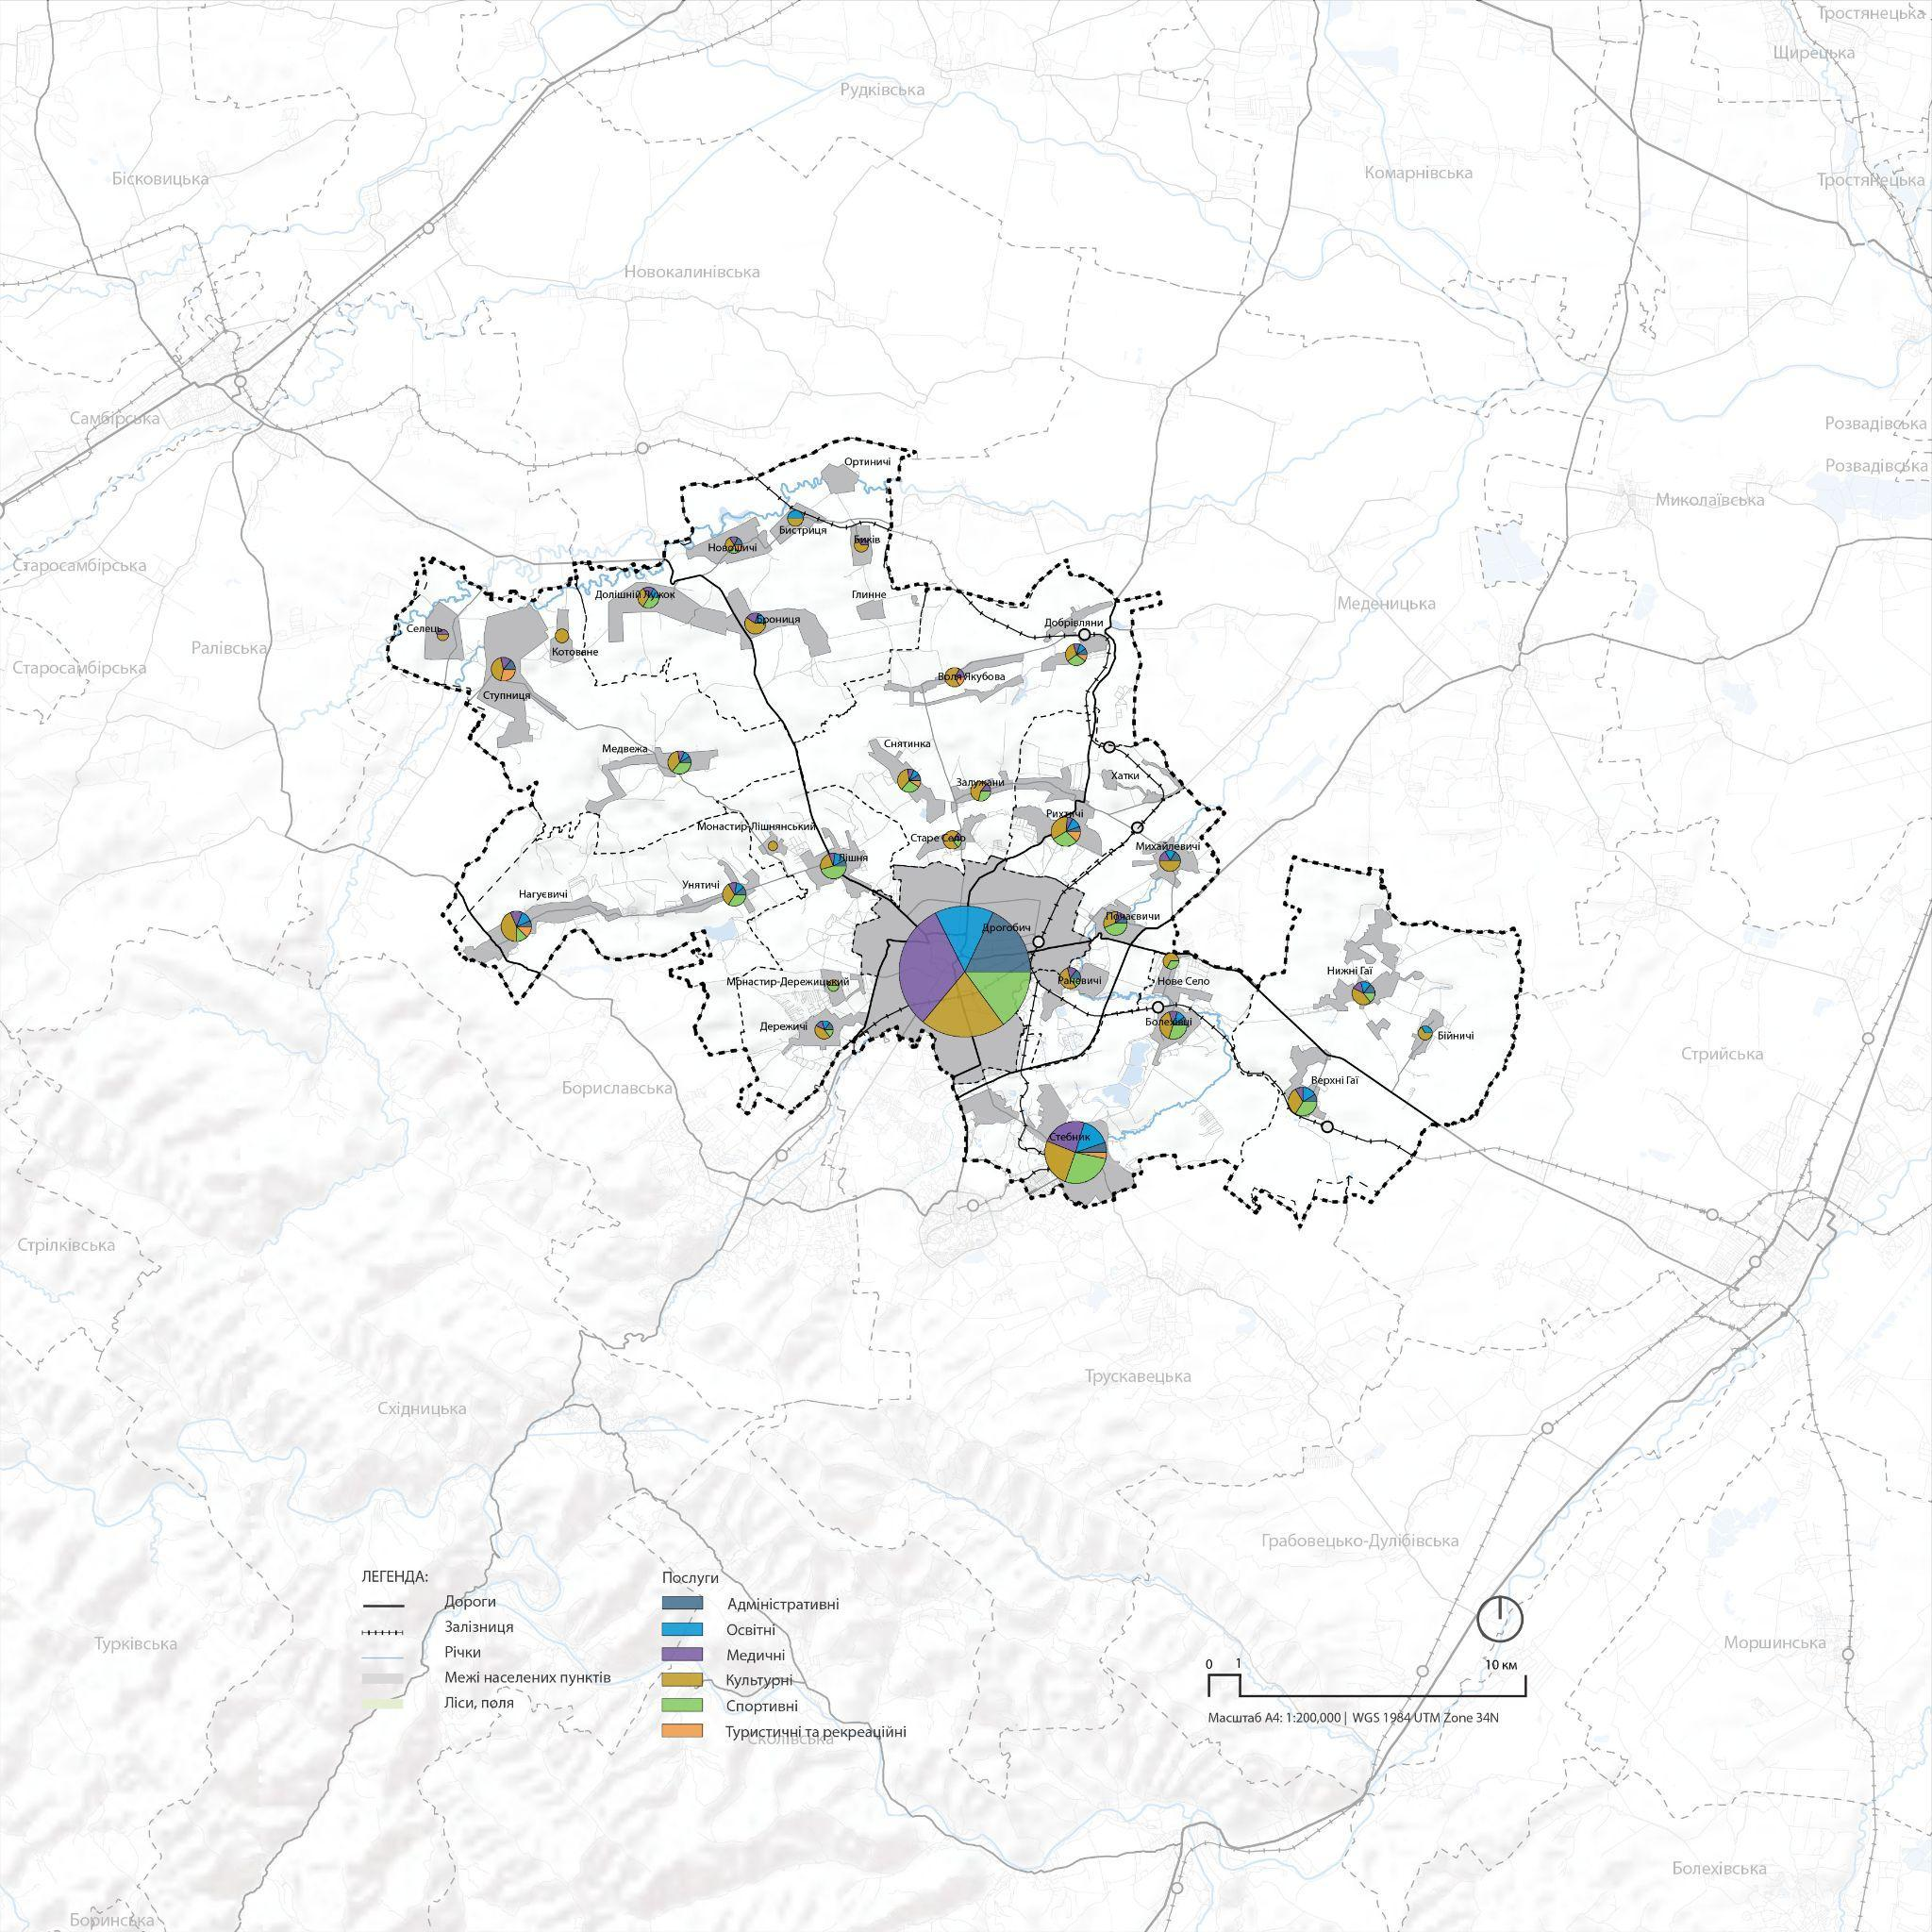 Тростянецька
Щирецька
Рудківська
Комарнівська
Бісковицька
Тростянецька
Новокалинівська
Самбірська
Розвадівська
Ортиничі
Розвадівська
Миколаївська
Бистриця
Биків
Новошичі
Старосамбірська
Долішній Лужок
Глинне
Меденицька
Брониця
Добрівляни
Селець
Ралівська
Котоване
Старосамбірська
Воля Якубова
Ступниця
Снятинка
Медвежа
Хатки
Залужани
Рихтичі
Монастир-Лішнянський
Старе Село
Михайлевичі
Лішня
Унятичі
Нагуєвичі
Почаєвичи
Дрогобич
Нижні Гаї
Монастир-Дережицький
Раневичі
Нове Село
Болехівці
Дережичі
Бійничі
Стрийська
Верхні Гаї
Бориславська
Стебник
Стрілківська
Трускавецька
Східницька
Грабовецько-Дулібівська
Турківська
Моршинська
Сколівська
Болехівська
Боринська
ЛЕГЕНДА:
Дороги
Залізниця
Річки
Межі населених пунктів
Ліси, поля
Послуги
Адміністративні
Освітні
Медичні
Культурні
Спортивні
Туристичні та рекреаційні
0 1 10 км
Масштаб А4: 1:200,000 | WGS 1984 UTM Zone 34N